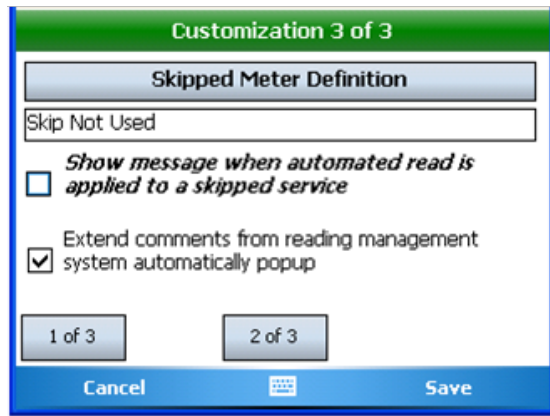 Customization 3 of 3
Skipped Meter Definition
Skip Not Used
Show message when automated read is
applied to a skipped service
Extend comments from reading management
system automatically popup
1 of 3
2 of 3
Cancel
Save